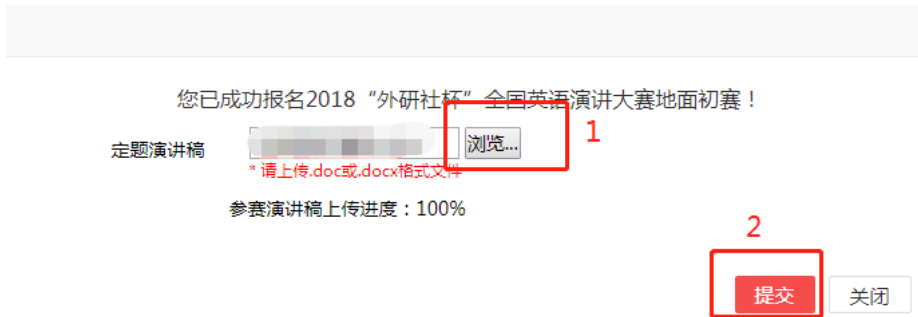 您已成功报名2018“外研社杯”全国英语演讲大赛地面初赛！
定题演讲稿 浏览... 1
* 请上传.doc或.docx格式文件
参赛演讲稿上传进度：100%
2
提交 关闭